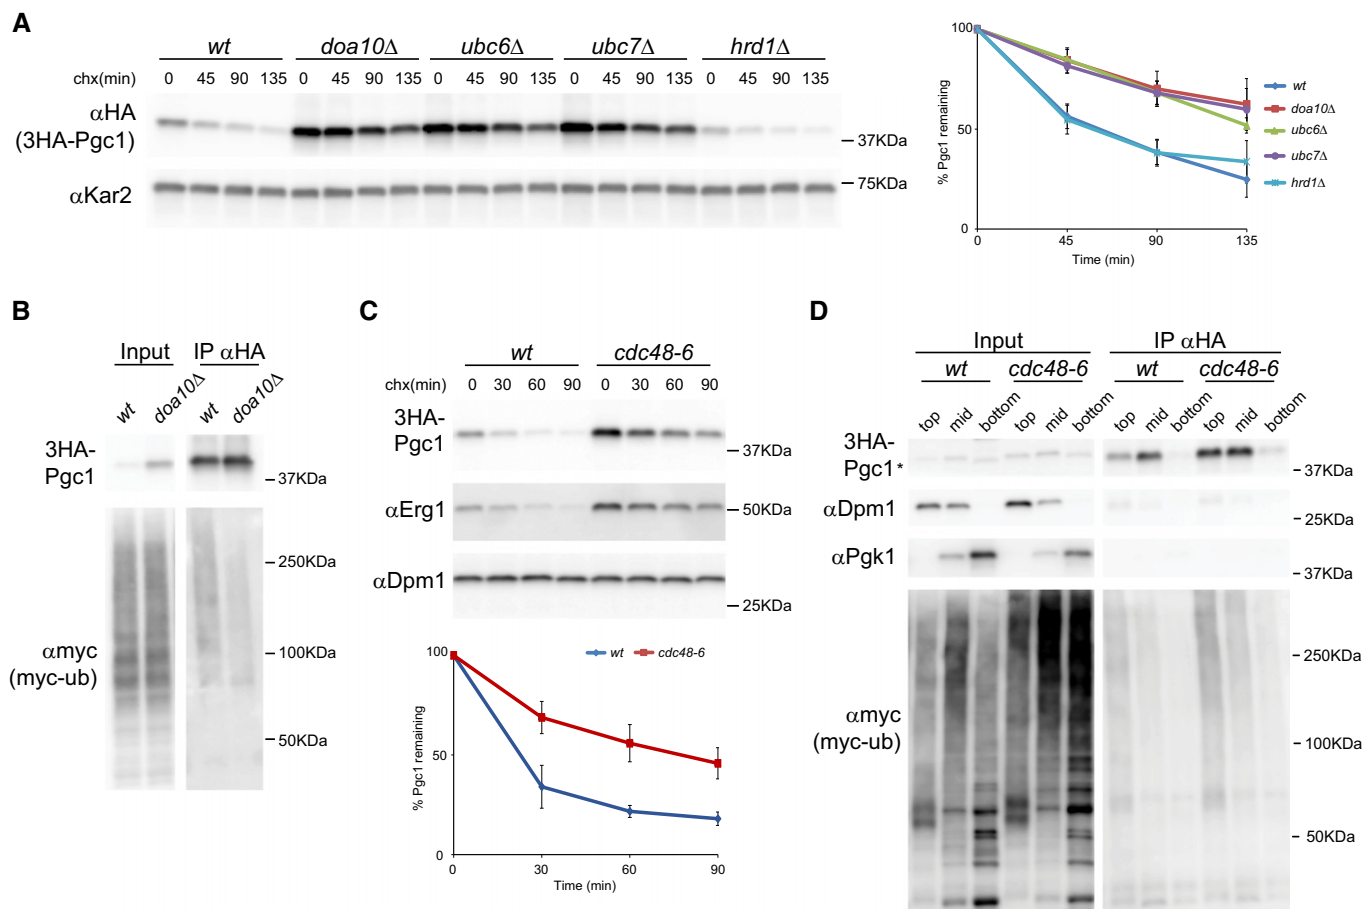 A
wt doa10Δ ubc6Δ ubc7Δ hrd1Δ
chx(min) 0 45 90 135 0 45 90 135 0 45 90 135 0 45 90 135 0 45 90 135
αHA
(3HA-Pgc1)
37KDa
αKar2
75KDa
100
50
0
% Pgc1 remaining
0 45 90 135
Time (min)
wt
doa10Δ
ubc6Δ
ubc7Δ
hrd1Δ
B
Input IP αHA
wt doa10Δ wt doa10Δ
3HA-
Pgc1
37KDa
250KDa
αmyc
(myc-ub)
100KDa
50KDa
C
wt cdc48-6
chx(min) 0 30 60 90 0 30 60 90
3HA-
Pgc1
37KDa
αErg1
50KDa
αDpm1
25KDa
wt cdc48-6
100
50
0
% Pgc1 remaining
0 30 60 90
Time (min)
D
Input IP αHA
wt cdc48-6 wt cdc48-6
top mid bottom top mid bottom top mid bottom top mid bottom
3HA-
Pgc1*
37KDa
αDpm1
25KDa
αPgk1
37KDa
250KDa
αmyc
(myc-ub)
100KDa
50KDa